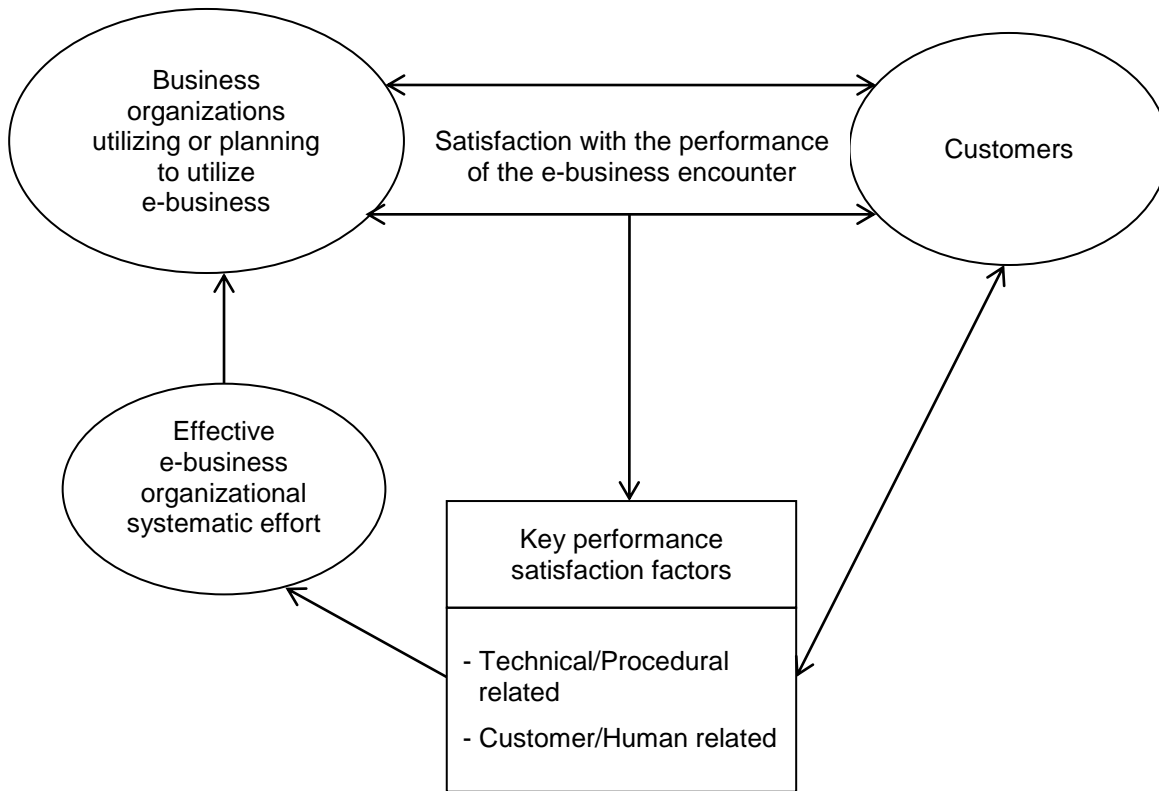 Business
organizations
utilizing or planning
to utilize
e-business
Satisfaction with the performance
of the e-business encounter
Customers
Effective
e-business
organizational
systematic effort
Key performance
satisfaction factors
- Technical/Procedural
related
- Customer/Human related